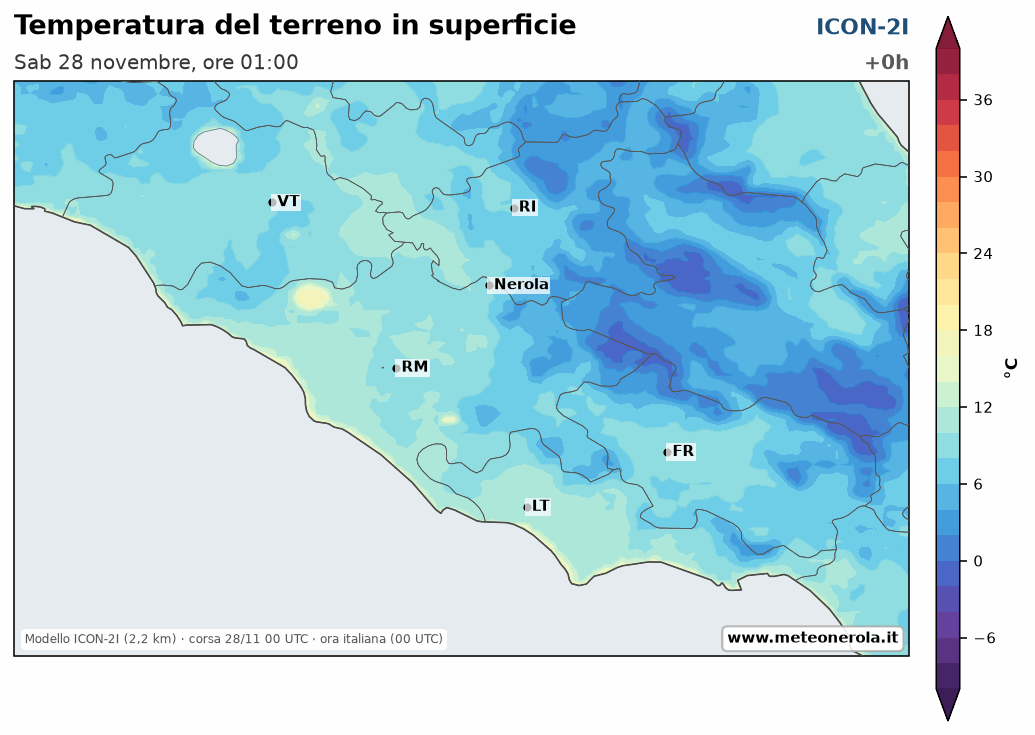 Temperatura del terreno in superficie
ICON-2I
Sab 28 novembre, ore 01:00
+0h
VT
RI
Nerola
RM
FR
LT
Modello ICON-2I (2,2 km) · corsa 28/11 00 UTC · ora italiana (00 UTC)
www.meteonerola.it
36
30
24
18
12
6
0
−6
°C